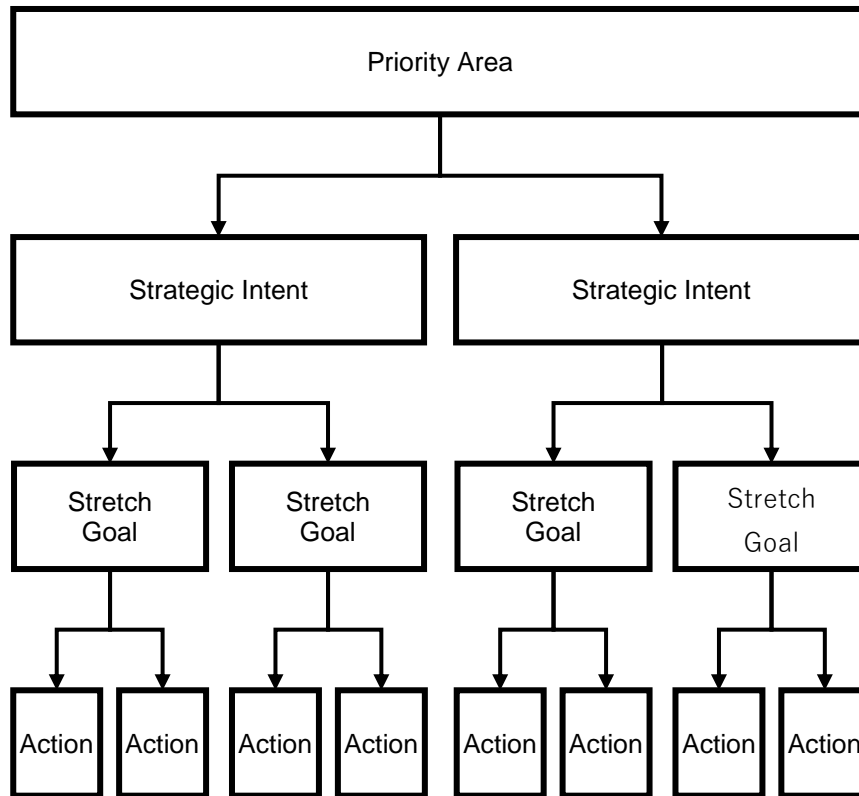 Priority Area
Strategic Intent
Strategic Intent
Stretch
Goal
Stretch
Goal
Stretch
Goal
Stretch
Goal
Action
Action
Action
Action
Action
Action
Action
Action